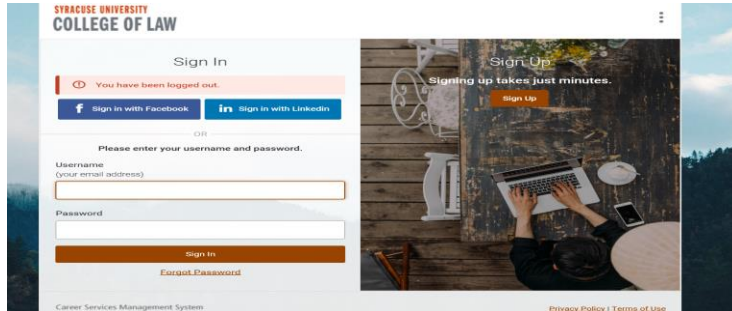 SYRACUSE UNIVERSITY
COLLEGE OF LAW
Sign In
You have been logged out.
Sign in with Facebook
in Sign in with Linkedin
OR
Please enter your username and password.
Username
(your email address)
Password
Sign In
Forgot Password
Sign Up
Signing up takes just minutes.
Sign Up
Career Services Management System
Privacy Policy | Terms of Use